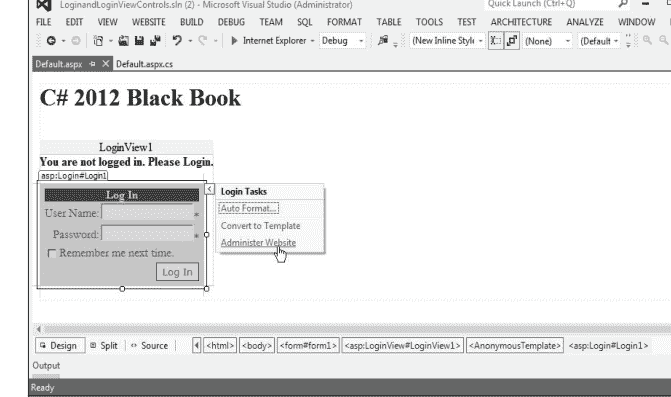 LoginandLoginViewControls.sln (2) - Microsoft Visual Studio (Administrator) Quick Launch (Ctrl+Q)
FILE EDIT VIEW WEBSITE BUILD DEBUG TEAM SQL FORMAT TABLE TOOLS TEST ARCHITECTURE ANALYZE WINDOW
Internet Explorer Debug (New Inline Style (None) (Default
Default.aspx Default.aspx.cs
C# 2012 Black Book
LoginView1
You are not logged in. Please Login.
asp:Login#Login1
Log In
User Name: *
Password: *
Remember me next time.
Log In
Login Tasks
Auto Format...
Convert to Template
Administer Website
Design Split Source <html> <body> <form#form1> <asp:LoginView#LoginView1> <AnonymousTemplate> <asp:Login#Login1>
Output
Ready